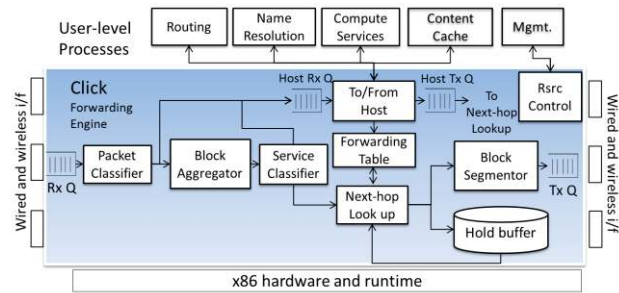 User-level
Processes
Routing
Name
Resolution
Compute
Services
Content
Cache
Mgmt.
Wired and wireless i/f
Click
Forwarding
Engine
Host Rx Q
To/From
Host
Host Tx Q
To
Next-hop
Lookup
Rsrc
Control
Wired and wireless i/f
Rx Q
Packet
Classifier
Block
Aggregator
Service
Classifier
Forwarding
Table
Next-hop
Look up
Block
Segmentor
Tx Q
Hold buffer
x86 hardware and runtime